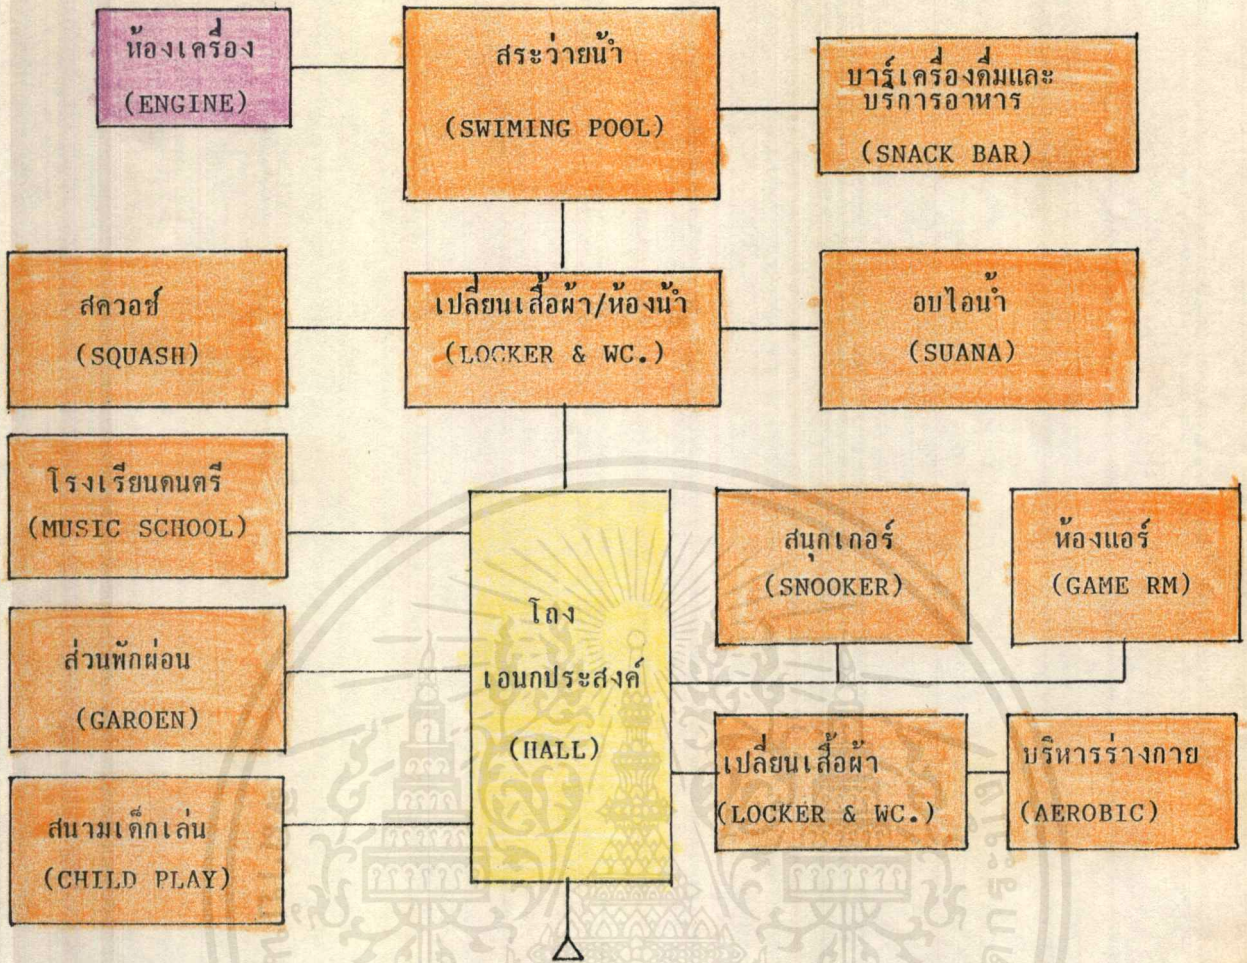 ห้องเครื่อง
(ENGINE)
สระว่ายน้ำ
(SWIMING POOL)
บาร์เครื่องดื่มและ
บริการอาหาร
(SNACK BAR)
สควอช์
(SQUASH)
เปลี่ยนเสื้อผ้า/ห้องน้ำ
(LOCKER & WC.)
อบไอน้ำ
(SUANA)
โรงเรียนดนตรี
(MUSIC SCHOOL)
ส่วนพักผ่อน
(GAROEN)
สนามเด็กเล่น
(CHILD PLAY)
โถง
เอนกประสงค์
(HALL)
สนุกเกอร์
(SNOOKER)
ห้องแอร์
(GAME RM)
เปลี่ยนเสื้อผ้า
(LOCKER & WC.)
บริหารร่างกาย
(AEROBIC)